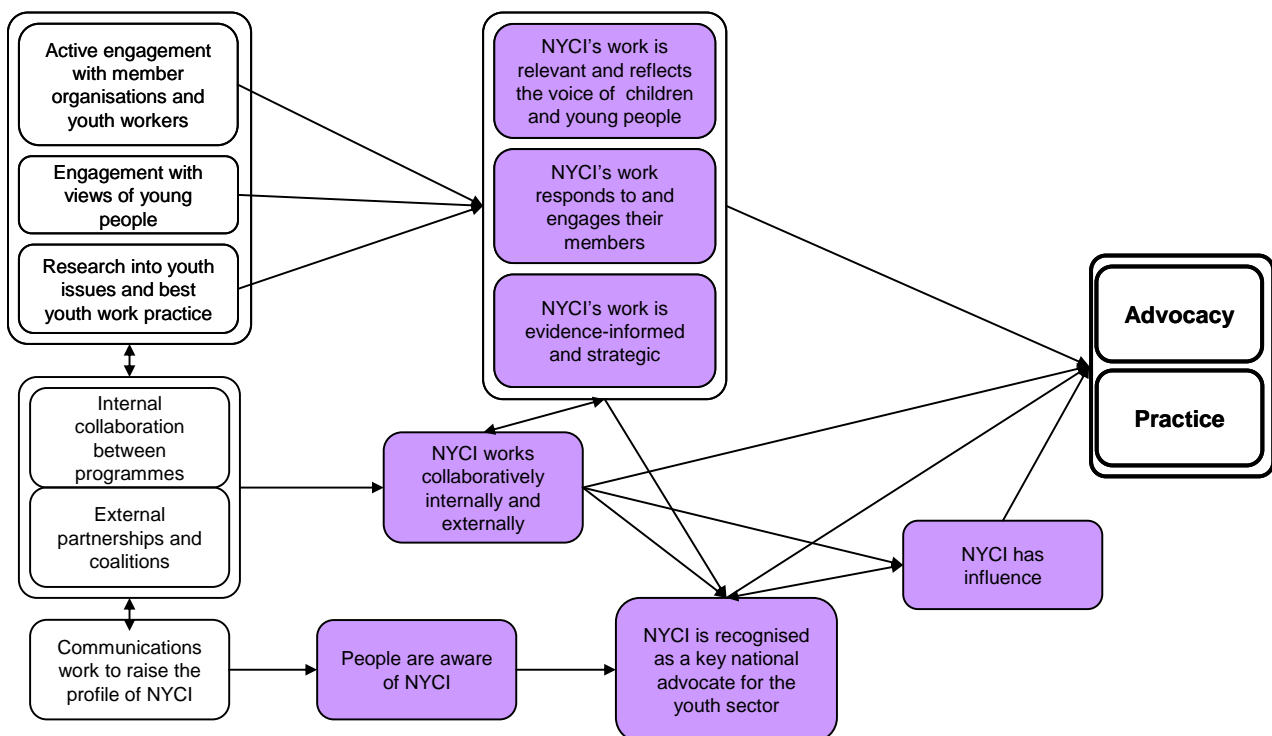 Active engagement
with member
organisations and
youth workers
Engagement with
views of young
people
Research into youth
issues and best
youth work practice
Internal
collaboration
between
programmes
External
partnerships and
coalitions
Communications
work to raise the
profile of NYCI
NYCI’s work is
relevant and reflects
the voice of children
and young people
NYCI’s work
responds to and
engages their
members
NYCI’s work is
evidence-informed
and strategic
NYCI works
collaboratively
internally and
externally
People are aware
of NYCI
NYCI is recognised
as a key national
advocate for the
youth sector
NYCI has
influence
Advocacy
Practice